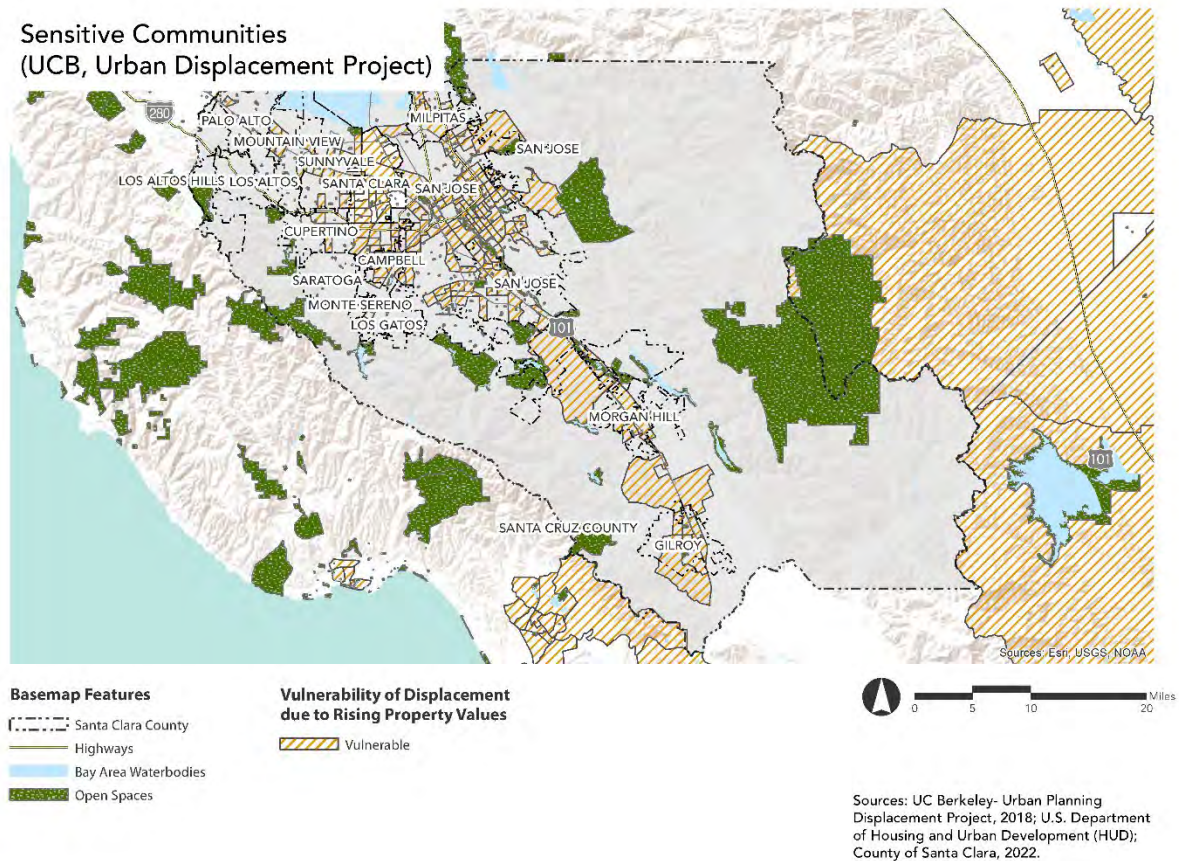 Sensitive Communities
(UCB, Urban Displacement Project)
280
PALO ALTO
MILPITAS
MOUNTAIN VIEW
SAN JOSE
SUNNYVALE
LOS ALTOS HILLS
LOS ALTOS
SANTA CLARA
SAN JOSE
CUPERTINO
CAMPBELL
SARATOGA
SAN JOSE
MONTE SERENO
LOS GATOS
101
MORGAN HILL
101
SANTA CRUZ COUNTY
GILROY
Sources: Esri, USGS, NOAA
Basemap Features
Santa Clara County
Highways
Bay Area Waterbodies
Open Spaces
Vulnerability of Displacement
due to Rising Property Values
Vulnerable
Miles
0 5 10 20
Sources: UC Berkeley- Urban Planning
Displacement Project, 2018; U.S. Department
of Housing and Urban Development (HUD);
County of Santa Clara, 2022.